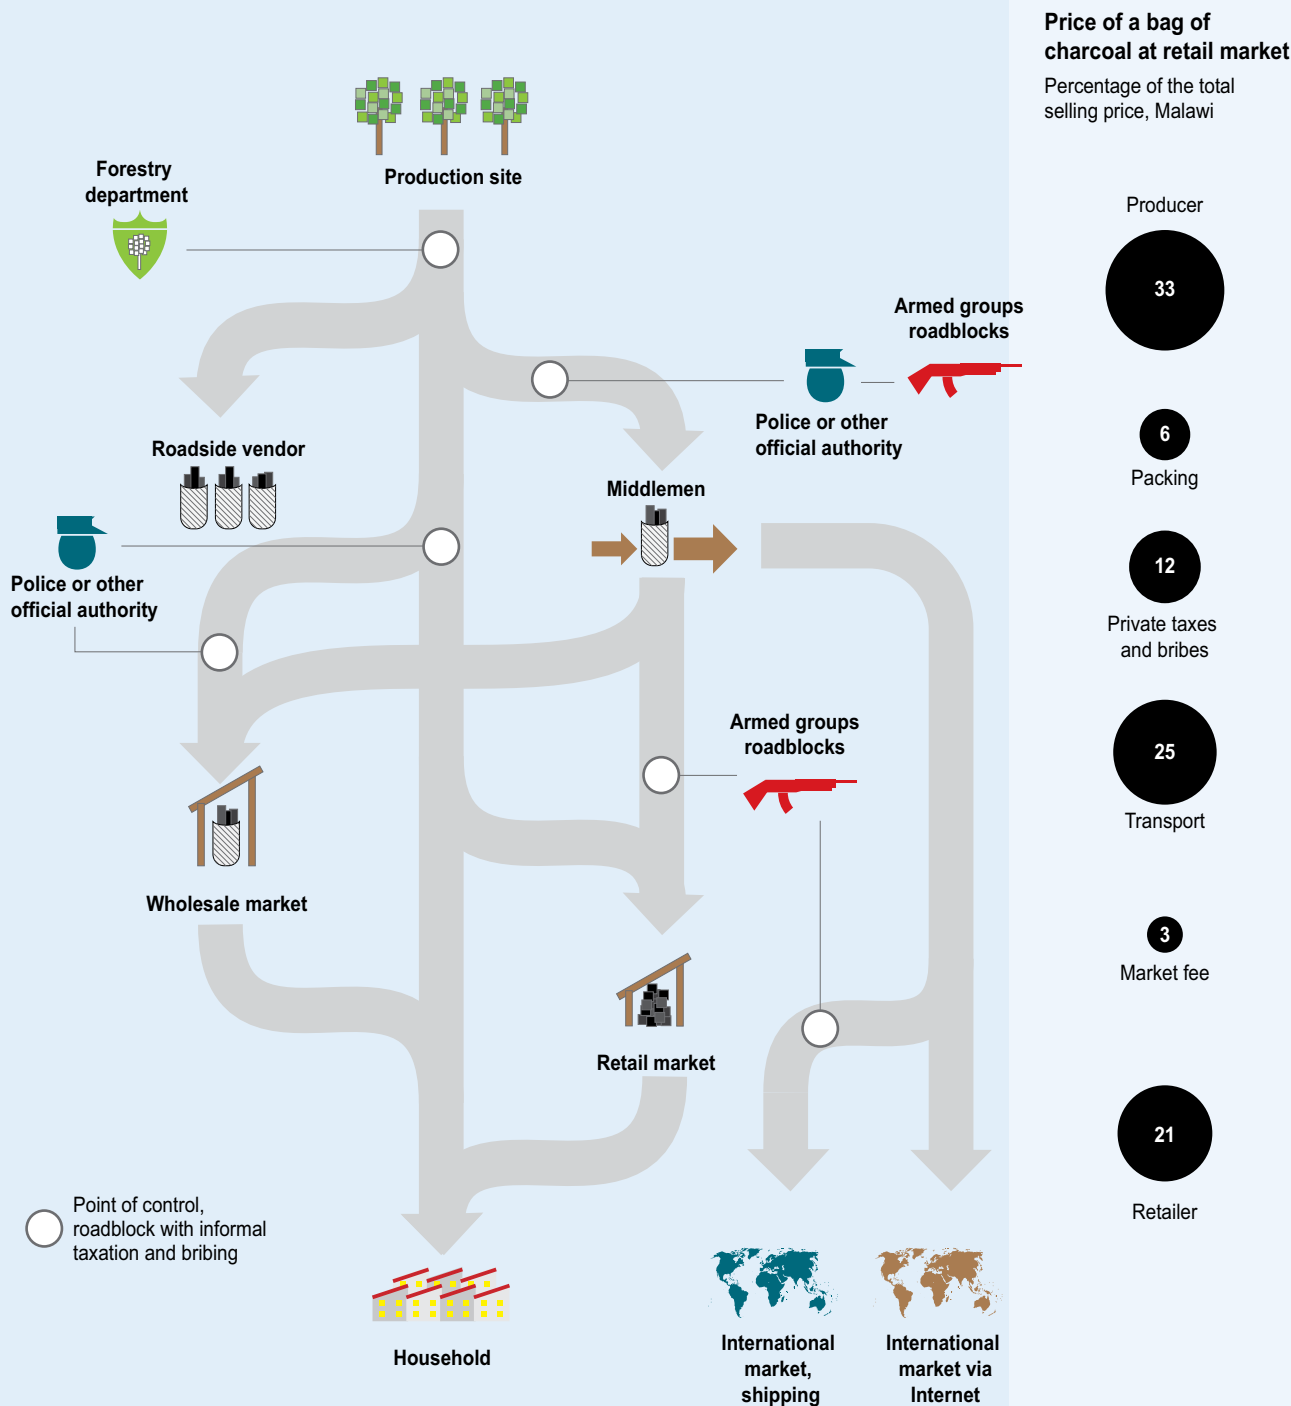 Price of a bag of
charcoal at retail market
Percentage of the total
selling price, Malawi
Production site
Forestry
department
Armed groups
roadblocks
Police or other
official authority
Roadside vendor
Middlemen
Police or other
official authority
Armed groups
roadblocks
Wholesale market
Retail market
Point of control,
roadblock with informal
taxation and bribing
Household
International
market,
shipping
International
market via
Internet
Producer
33
6
Packing
12
Private taxes
and bribes
25
Transport
3
Market fee
21
Retailer